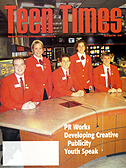 Teen Times
PR Works
Developing Creative
Publicity
Youth Speak